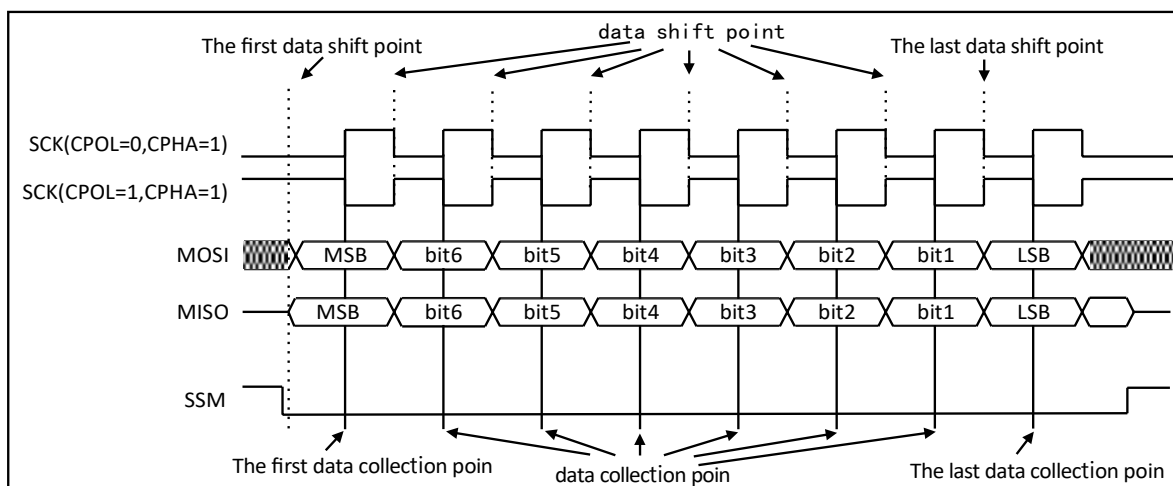 data shift point
The first data shift point
The last data shift point
SCK(CPOL=0,CPHA=1)
SCK(CPOL=1,CPHA=1)
MOSI MSB bit6 bit5 bit4 bit3 bit2 bit1 LSB
MISO MSB bit6 bit5 bit4 bit3 bit2 bit1 LSB
SSM
The first data collection poin
data collection poin
The last data collection poin